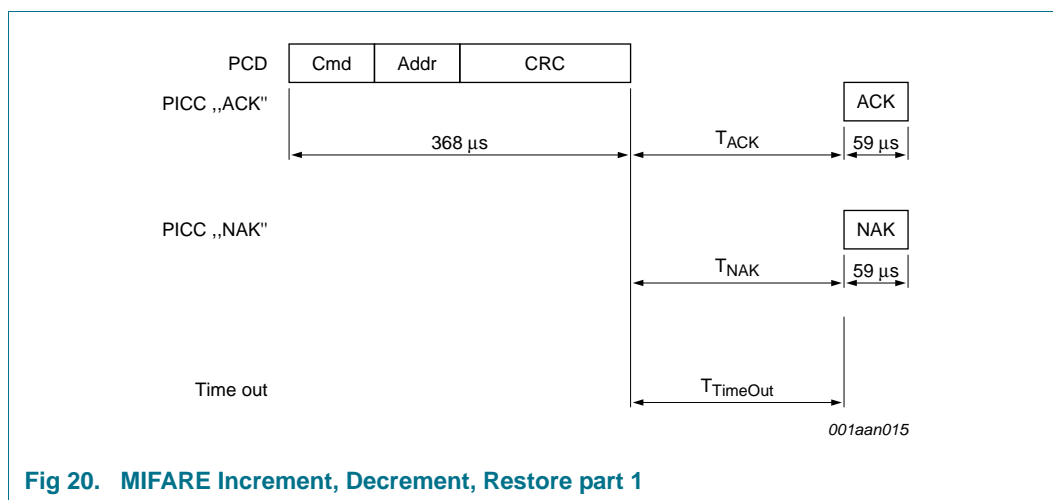 PCD Cmd Addr CRC
PICC ,,ACK" ACK
368 μs TACK 59 μs
PICC ,,NAK" NAK
TNAK 59 μs
Time out TTimeOut
001aan015
Fig 20. MIFARE Increment, Decrement, Restore part 1